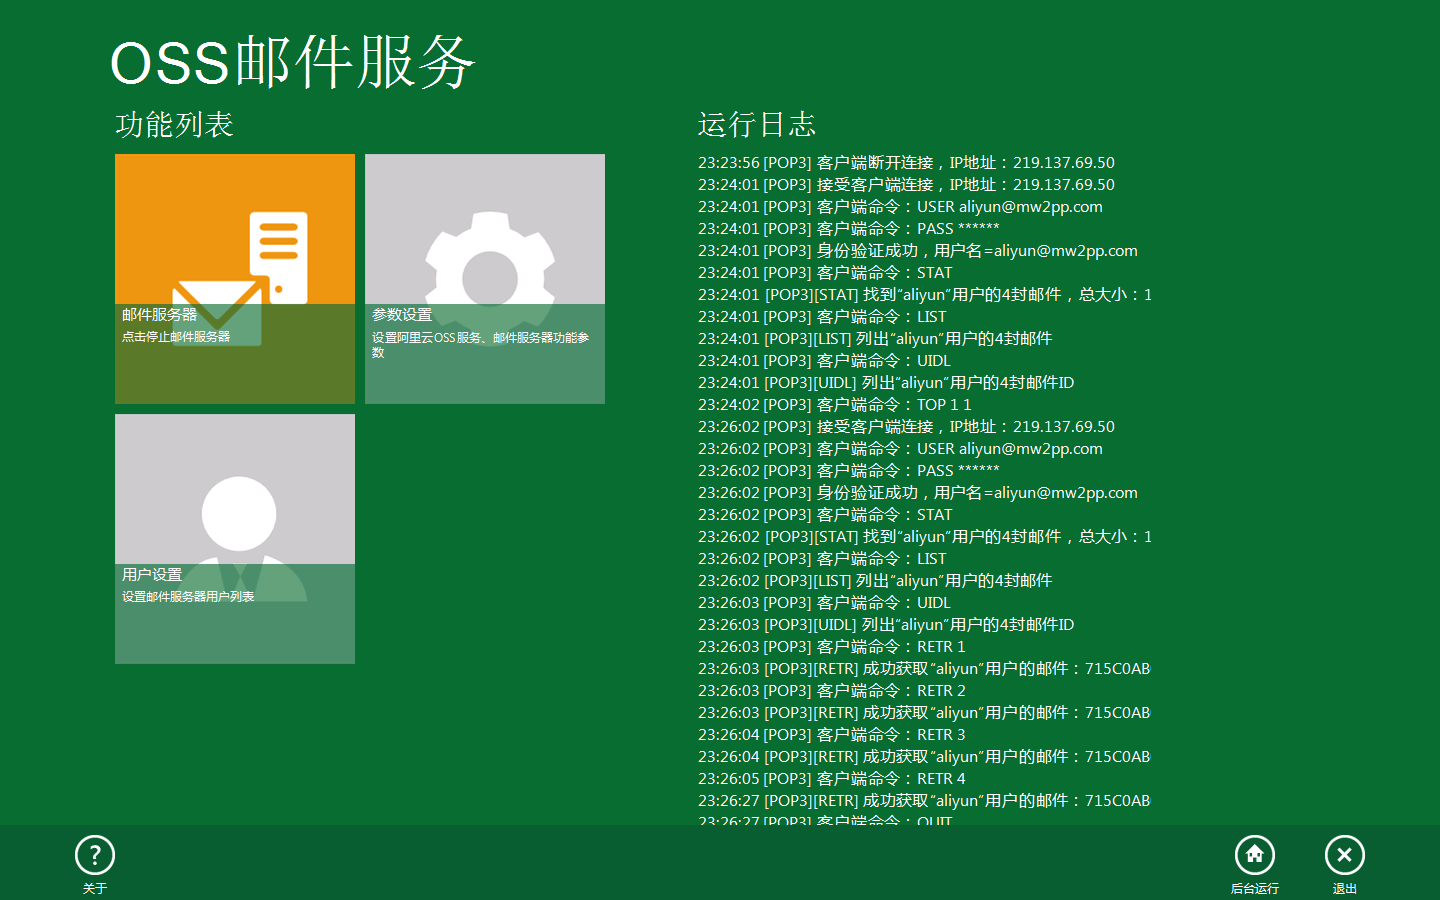 OSS邮件服务
功能列表
邮件服务器
点击停止邮件服务器
参数设置
设置阿里云OSS服务、邮件服务器功能参
数
用户设置
设置邮件服务器用户列表
运行日志
23:23:56 [POP3] 客户端断开连接，IP地址：219.137.69.50
23:24:01 [POP3] 接受客户端连接，IP地址：219.137.69.50
23:24:01 [POP3] 客户端命令：USER aliyun@mw2pp.com
23:24:01 [POP3] 客户端命令：PASS ******
23:24:01 [POP3] 身份验证成功，用户名=aliyun@mw2pp.com
23:24:01 [POP3] 客户端命令：STAT
23:24:01 [POP3][STAT] 找到“aliyun”用户的4封邮件，总大小：1
23:24:01 [POP3] 客户端命令：LIST
23:24:01 [POP3][LIST] 列出“aliyun”用户的4封邮件
23:24:01 [POP3] 客户端命令：UIDL
23:24:01 [POP3][UIDL] 列出“aliyun”用户的4封邮件ID
23:24:02 [POP3] 客户端命令：TOP 1 1
23:26:02 [POP3] 接受客户端连接，IP地址：219.137.69.50
23:26:02 [POP3] 客户端命令：USER aliyun@mw2pp.com
23:26:02 [POP3] 客户端命令：PASS ******
23:26:02 [POP3] 身份验证成功，用户名=aliyun@mw2pp.com
23:26:02 [POP3] 客户端命令：STAT
23:26:02 [POP3][STAT] 找到“aliyun”用户的4封邮件，总大小：1
23:26:02 [POP3] 客户端命令：LIST
23:26:02 [POP3][LIST] 列出“aliyun”用户的4封邮件
23:26:03 [POP3] 客户端命令：UIDL
23:26:03 [POP3][UIDL] 列出“aliyun”用户的4封邮件ID
23:26:03 [POP3] 客户端命令：RETR 1
23:26:03 [POP3][RETR] 成功获取“aliyun”用户的邮件：715C0AB
23:26:03 [POP3] 客户端命令：RETR 2
23:26:03 [POP3][RETR] 成功获取“aliyun”用户的邮件：715C0AB
23:26:04 [POP3] 客户端命令：RETR 3
23:26:04 [POP3][RETR] 成功获取“aliyun”用户的邮件：715C0AB
23:26:05 [POP3] 客户端命令：RETR 4
23:26:27 [POP3][RETR] 成功获取“aliyun”用户的邮件：715C0AB
23:26:27 [POP3] 客户端命令：QUIT
?
关于
后台运行
退出